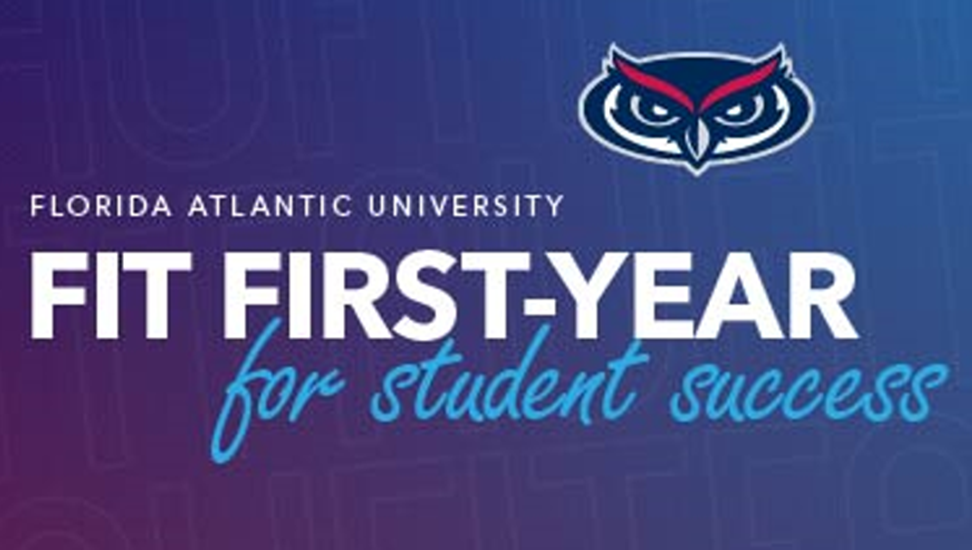 FLORIDA ATLANTIC UNIVERSITY
FIT FIRST-YEAR
for student success